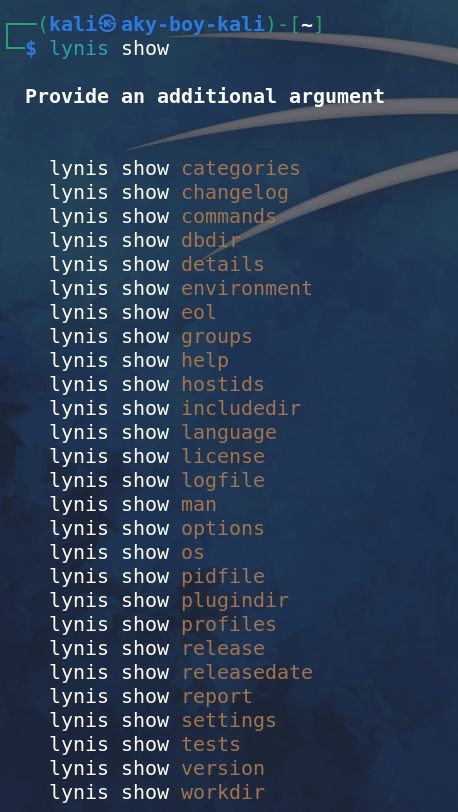 (kali㉿aky-boy-kali)-[~]
$ lynis show
Provide an additional argument
lynis show categories
lynis show changelog
lynis show commands
lynis show dbdir
lynis show details
lynis show environment
lynis show eol
lynis show groups
lynis show help
lynis show hostids
lynis show includedir
lynis show language
lynis show license
lynis show logfile
lynis show man
lynis show options
lynis show os
lynis show pidfile
lynis show plugindir
lynis show profiles
lynis show release
lynis show releasedate
lynis show report
lynis show settings
lynis show tests
lynis show version
lynis show workdir